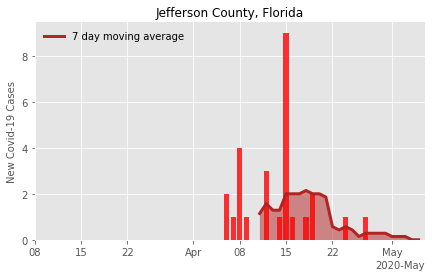 Jefferson County, Florida
7 day moving average
New Covid-19 Cases
8
6
4
2
0
08 15 22 Apr 08 15 22 May
2020-May